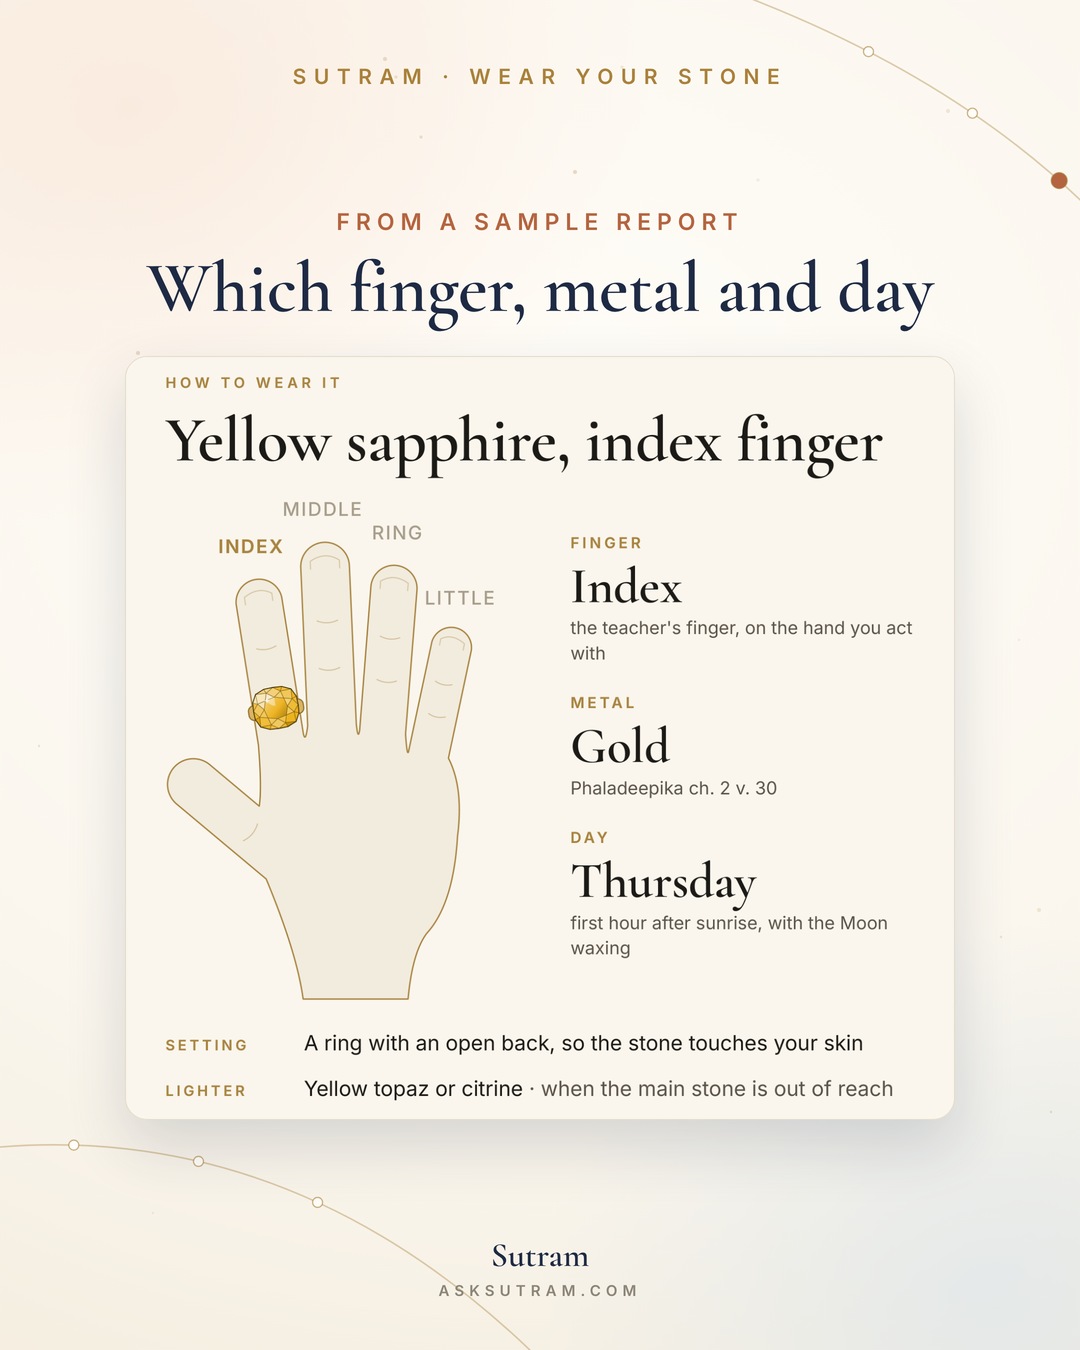 SUTRAM · WEAR YOUR STONE
FROM A SAMPLE REPORT
Which finger, metal and day
HOW TO WEAR IT
Yellow sapphire, index finger
MIDDLE
RING
INDEX
LITTLE
FINGER
Index
the teacher's finger, on the hand you act
with
METAL
Gold
Phaladeepika ch. 2 v. 30
DAY
Thursday
first hour after sunrise, with the Moon
waxing
SETTING A ring with an open back, so the stone touches your skin
LIGHTER Yellow topaz or citrine · when the main stone is out of reach
Sutram
ASKSUTRAM.COM